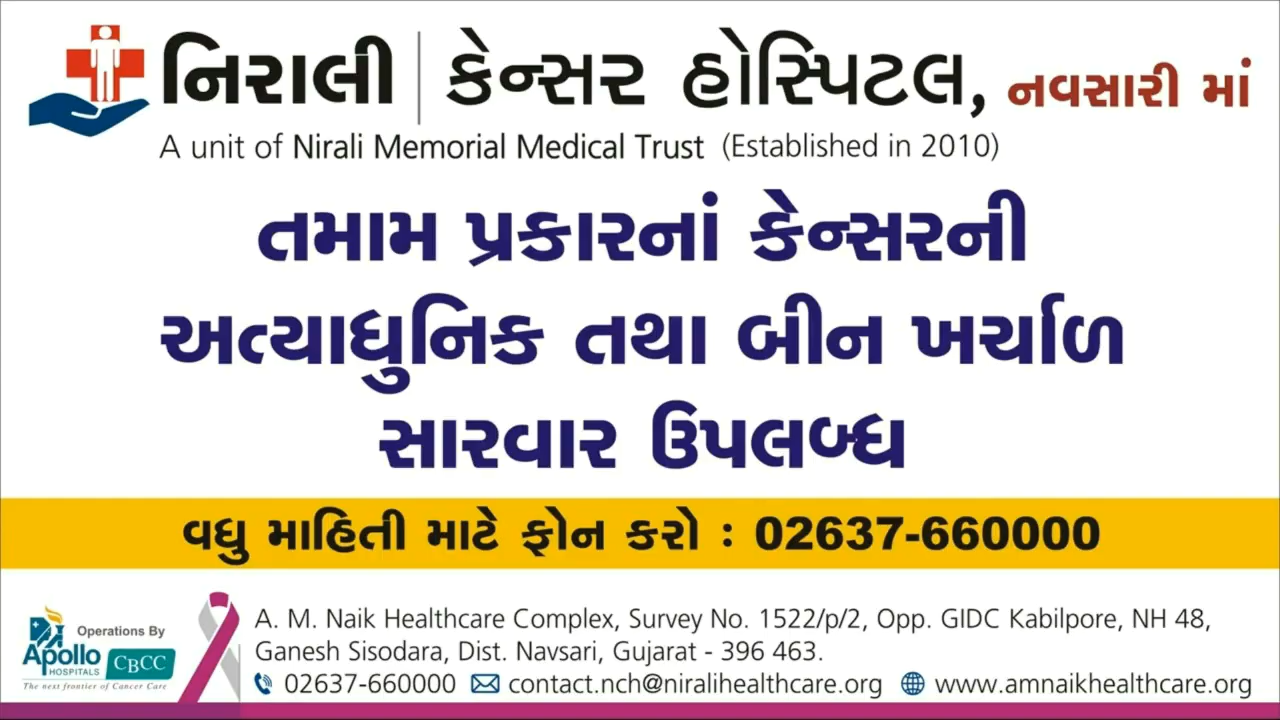 નિરાલી | કેન્સર હોસ્પિટલ, નવસારી માં
A unit of Nirali Memorial Medical Trust (Established in 2010)
તમામ પ્રકારનાં કેન્સરની
અત્યાધુનિક તથા બીન ખર્ચાળ
સારવાર ઉપલબ્ધ
વધુ માહિતી માટે ફોન કરો : 02637-660000
Operations By
Apollo
HOSPITALS
CBCC
The next frontier of Cancer Care
A. M. Naik Healthcare Complex, Survey No. 1522/p/2, Opp. GIDC Kabilpore, NH 48,
Ganesh Sisodara, Dist. Navsari, Gujarat - 396 463.
02637-660000 contact.nch@niralihealthcare.org www.amnaikhealthcare.org